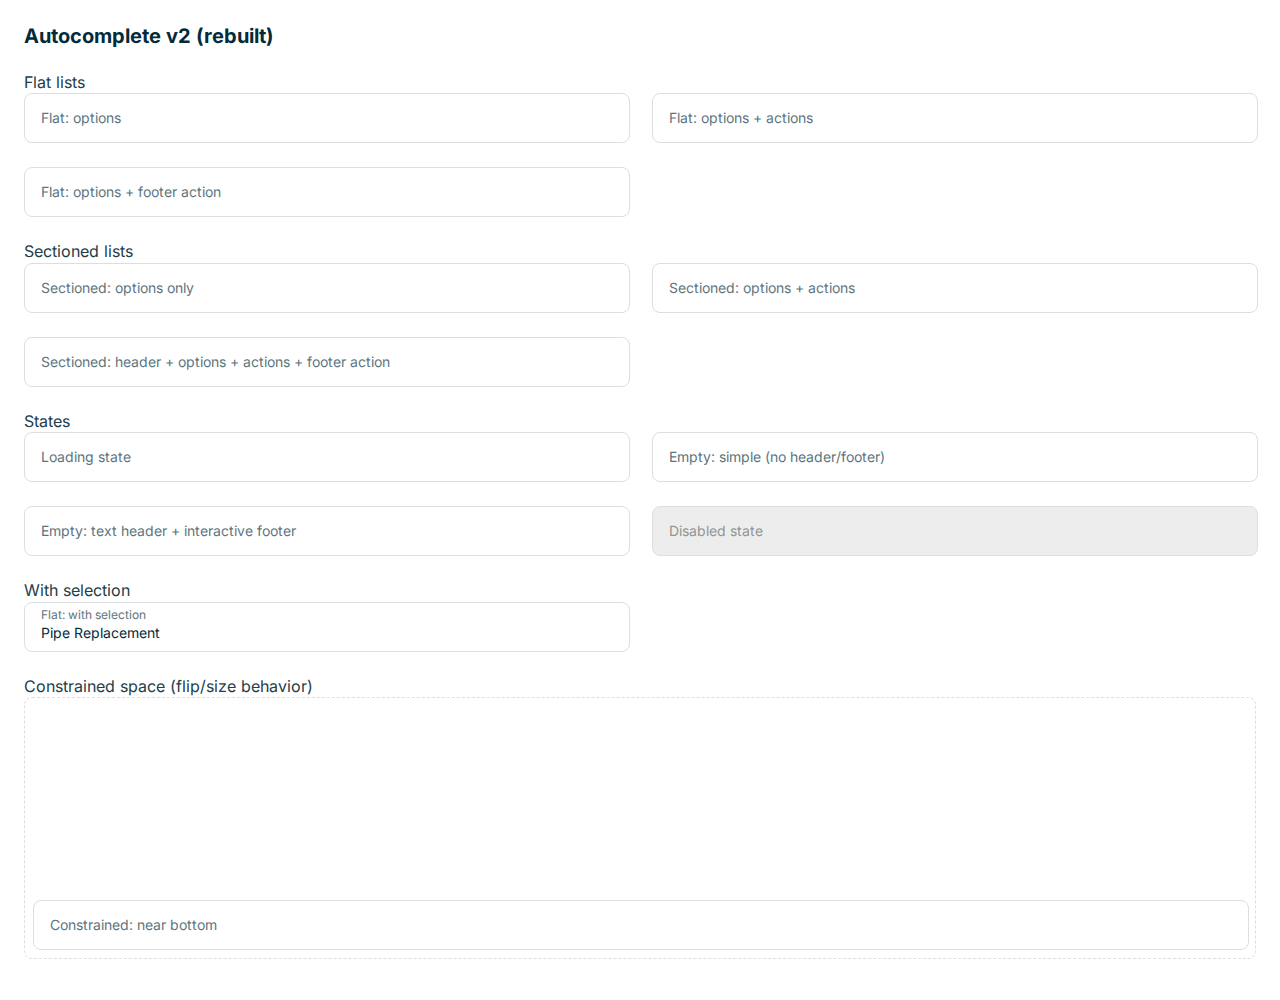 Autocomplete v2 (rebuilt)
Flat lists
Flat: options
Flat: options + actions
Flat: options + footer action
Sectioned lists
Sectioned: options only
Sectioned: options + actions
Sectioned: header + options + actions + footer action
States
Loading state
Empty: simple (no header/footer)
Empty: text header + interactive footer
Disabled state
With selection
Flat: with selection
Pipe Replacement
Constrained space (flip/size behavior)
Constrained: near bottom